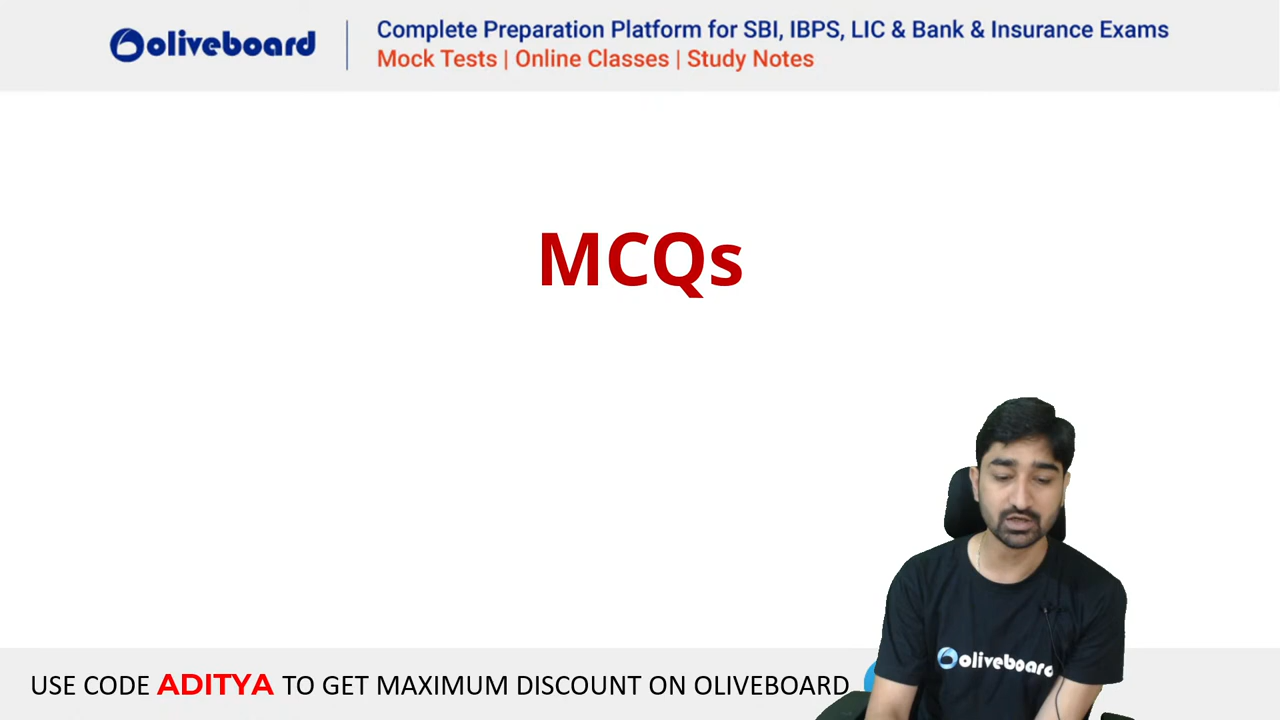 oliveboard
Complete Preparation Platform for SBI, IBPS, LIC & Bank & Insurance Exams
Mock Tests | Online Classes | Study Notes
MCQs
oliveboard
USE CODE ADITYA TO GET MAXIMUM DISCOUNT ON OLIVEBOARD